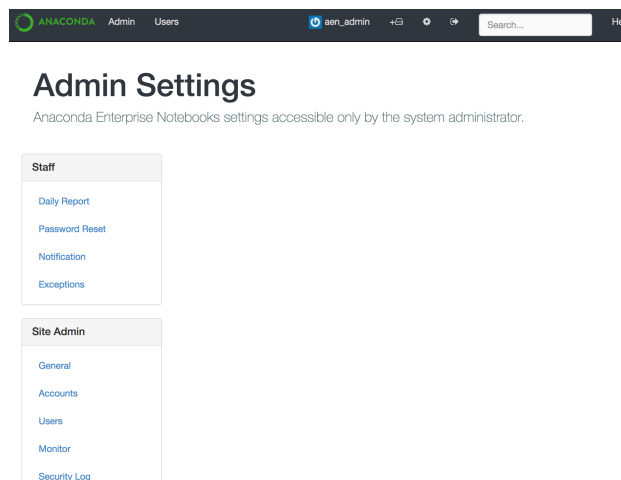 ANACONDA Admin Users aen_admin Search... He
Admin Settings
Anaconda Enterprise Notebooks settings accessible only by the system administrator.
Staff
Daily Report
Password Reset
Notification
Exceptions
Site Admin
General
Accounts
Users
Monitor
Security Log